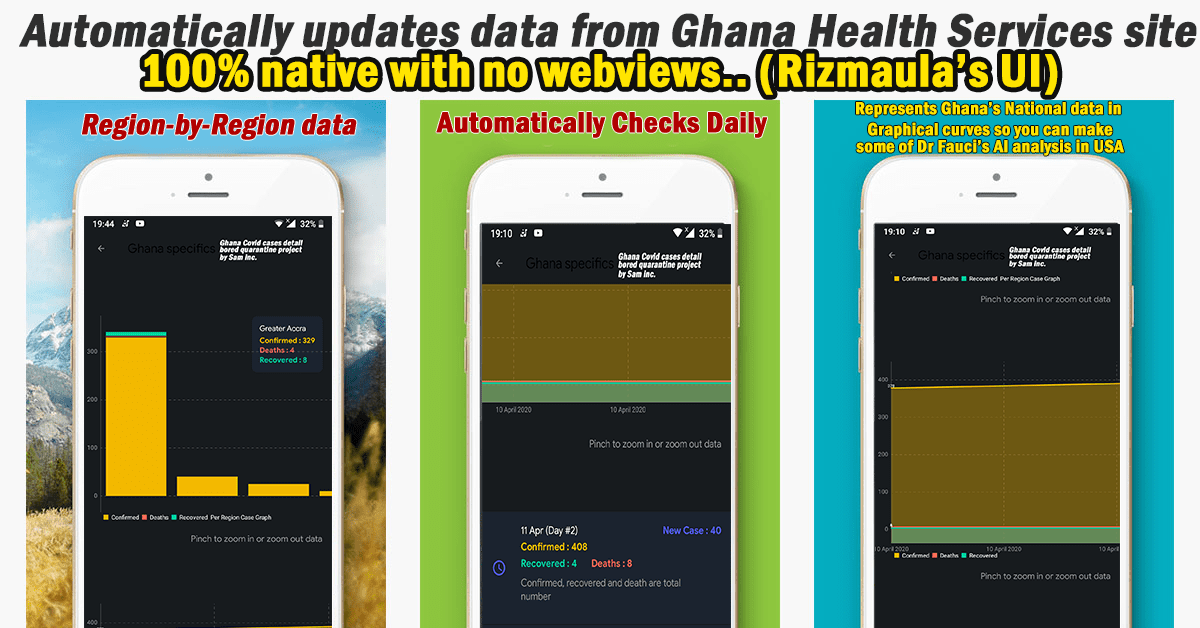 Automatically updates data from Ghana Health Services site
100% native with no webviews.. (Rizmaula's UI)
Region-by-Region data
19:44
32%
Ghana specifics
Ghana Covid cases detail
bored quarantine project
by Sam Inc.
300
200
100
0
Greater Accra
Confirmed : 329
Deaths : 4
Recovered : 8
Confirmed Deaths Recovered Per Region Case Graph
Pinch to zoom in or zoom out data
400
Automatically Checks Daily
19:10
32%
Ghana specifics
Ghana Covid cases detail
bored quarantine project
by Sam Inc.
10 April 2020 10 April 2020
Pinch to zoom in or zoom out data
11 Apr (Day #2) New Case : 40
Confirmed : 408
Recovered : 4 Deaths : 8
Confirmed, recovered and death are total
number
Represents Ghana's National data in
Graphical curves so you can make
some of Dr Fauci's AI analysis in USA
19:10
32%
Ghana specifics
Ghana Covid cases detail
bored quarantine project
by Sam Inc.
Confirmed Deaths Recovered Per Region Case Graph
Pinch to zoom in or zoom out data
400
300
200
100
0
10 April 2020 10 April 2020 10 April
Confirmed Deaths Recovered
Pinch to zoom in or zoom out data